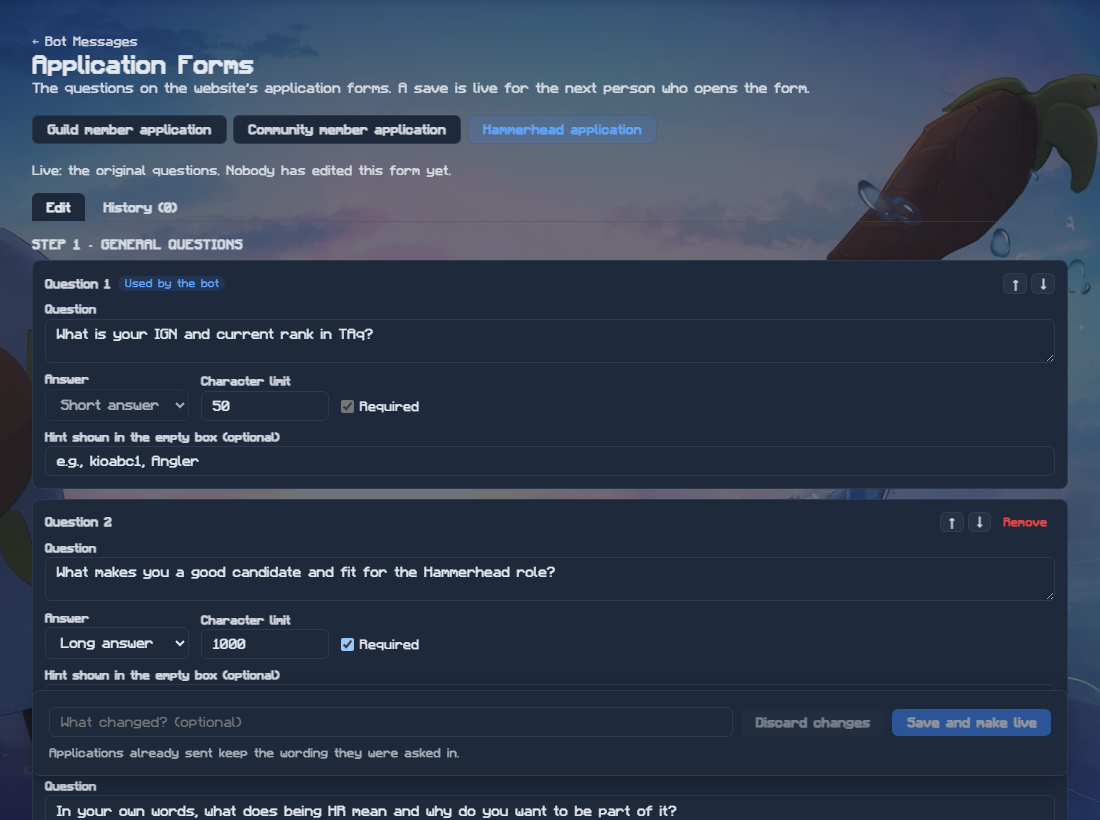 ← Bot Messages
Application Forms
The questions on the website's application forms. A save is live for the next person who opens the form.
Guild member application
Community member application
Hammerhead application
Live: the original questions. Nobody has edited this form yet.
Edit
History (0)
STEP 1 - GENERAL QUESTIONS
Question 1
Used by the bot
↑
↓
Question
What is your IGN and current rank in TAq?
Answer
Character limit
Short answer
50
Required
Hint shown in the empty box (optional)
e.g., kioabc1, Angler
Question 2
↑
↓
Remove
Question
What makes you a good candidate and fit for the Hammerhead role?
Answer
Character limit
Long answer
1000
Required
Hint shown in the empty box (optional)
What changed? (optional)
Discard changes
Save and make live
Applications already sent keep the wording they were asked in.
Question
In your own words, what does being HR mean and why do you want to be part of it?